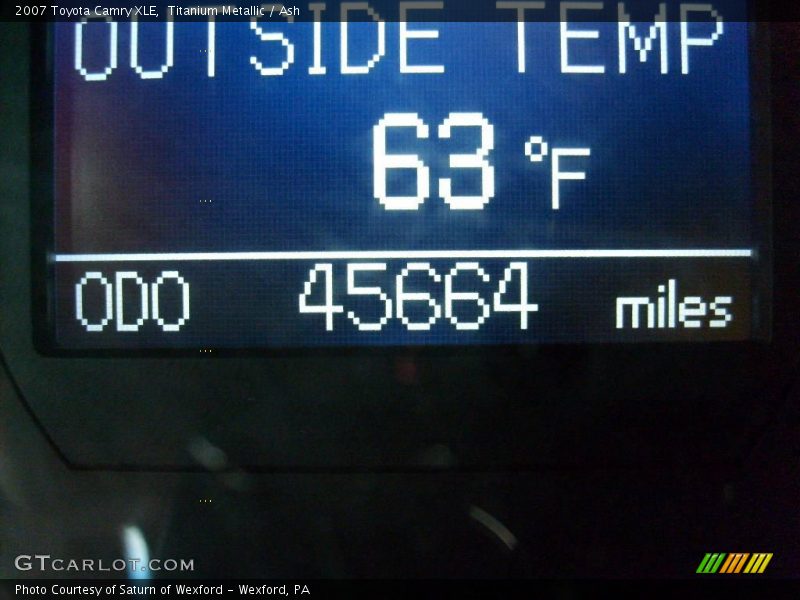 2007 Toyota Camry XLE,  Titanium Metallic / Ash
OUTSIDE TEMP
63 °F
ODO 45664 miles
GTCARLOT.COM
Photo Courtesy of Saturn of Wexford - Wexford, PA